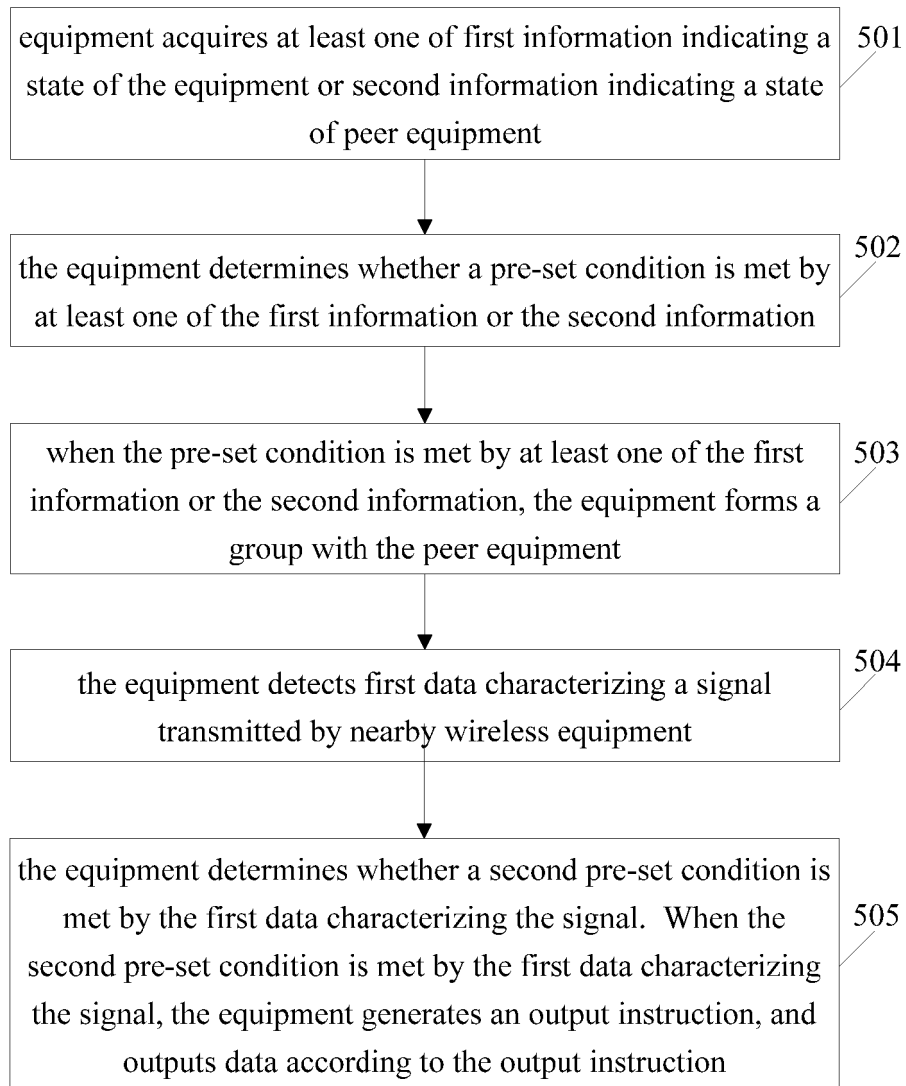 equipment acquires at least one of first information indicating a
state of the equipment or second information indicating a state
of peer equipment
501
the equipment determines whether a pre-set condition is met by
at least one of the first information or the second information
502
when the pre-set condition is met by at least one of the first
information or the second information, the equipment forms a
group with the peer equipment
503
the equipment detects first data characterizing a signal
transmitted by nearby wireless equipment
504
the equipment determines whether a second pre-set condition is
met by the first data characterizing the signal. When the
second pre-set condition is met by the first data characterizing
the signal, the equipment generates an output instruction, and
outputs data according to the output instruction
505